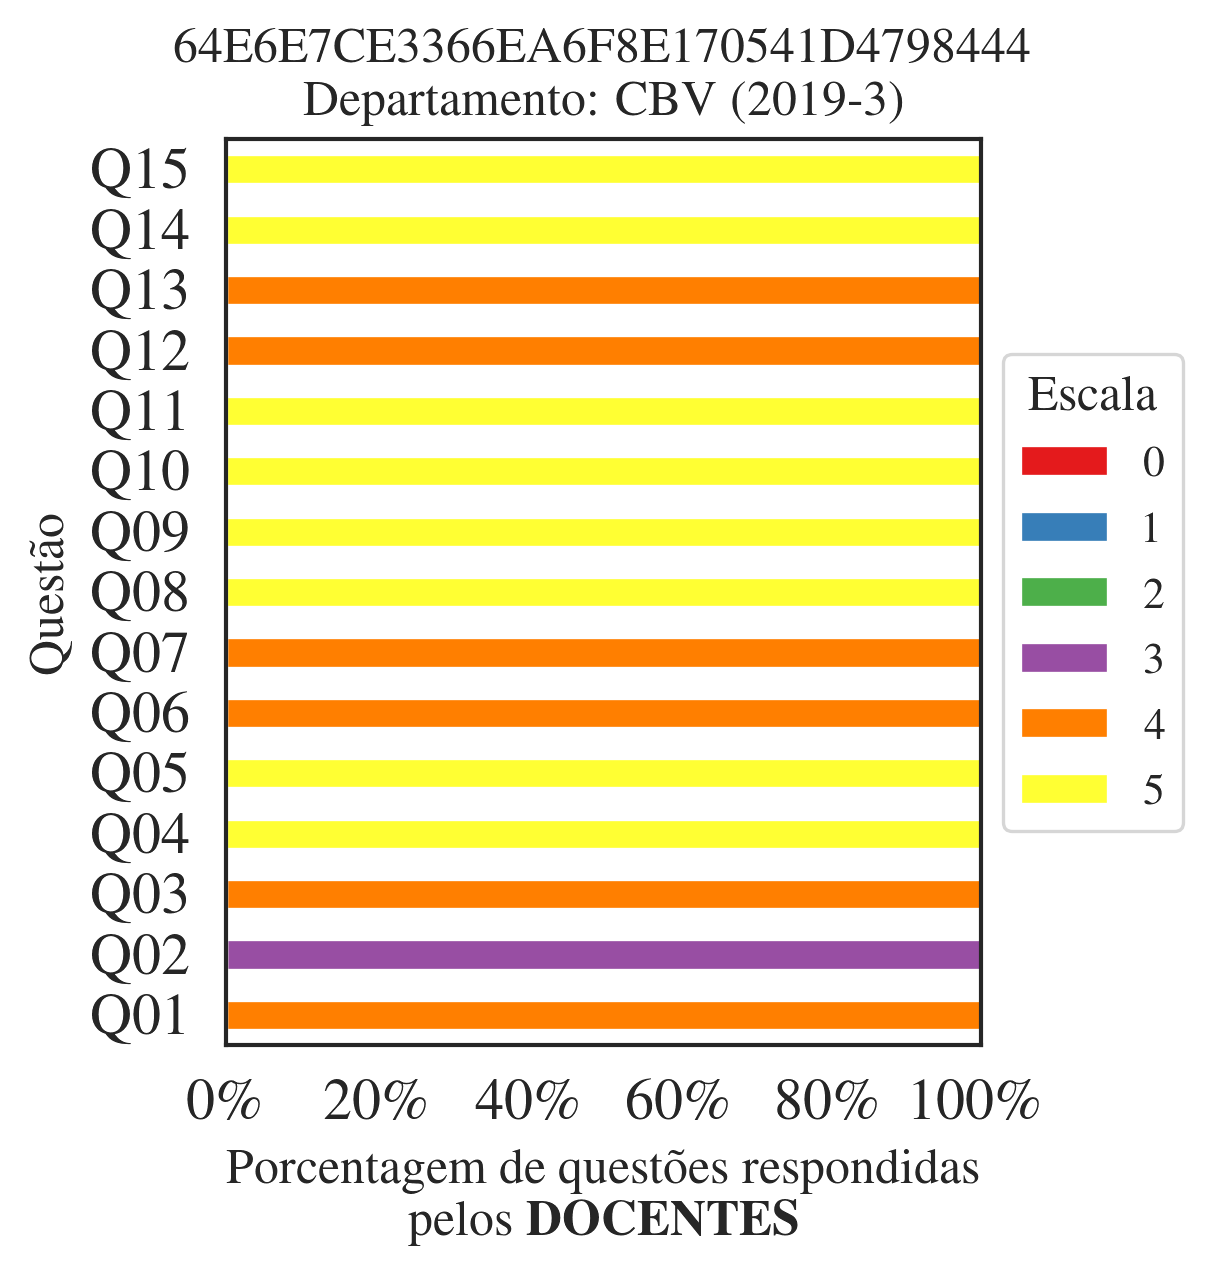 64E6E7CE3366EA6F8E170541D4798444
Departamento: CBV (2019-3)
Q15
Q14
Q13
Q12
Q11
Q10
Q09
Q08
Q07
Q06
Q05
Q04
Q03
Q02
Q01
Questão
0% 20% 40% 60% 80% 100%
Porcentagem de questões respondidas
pelos DOCENTES
Escala
0
1
2
3
4
5